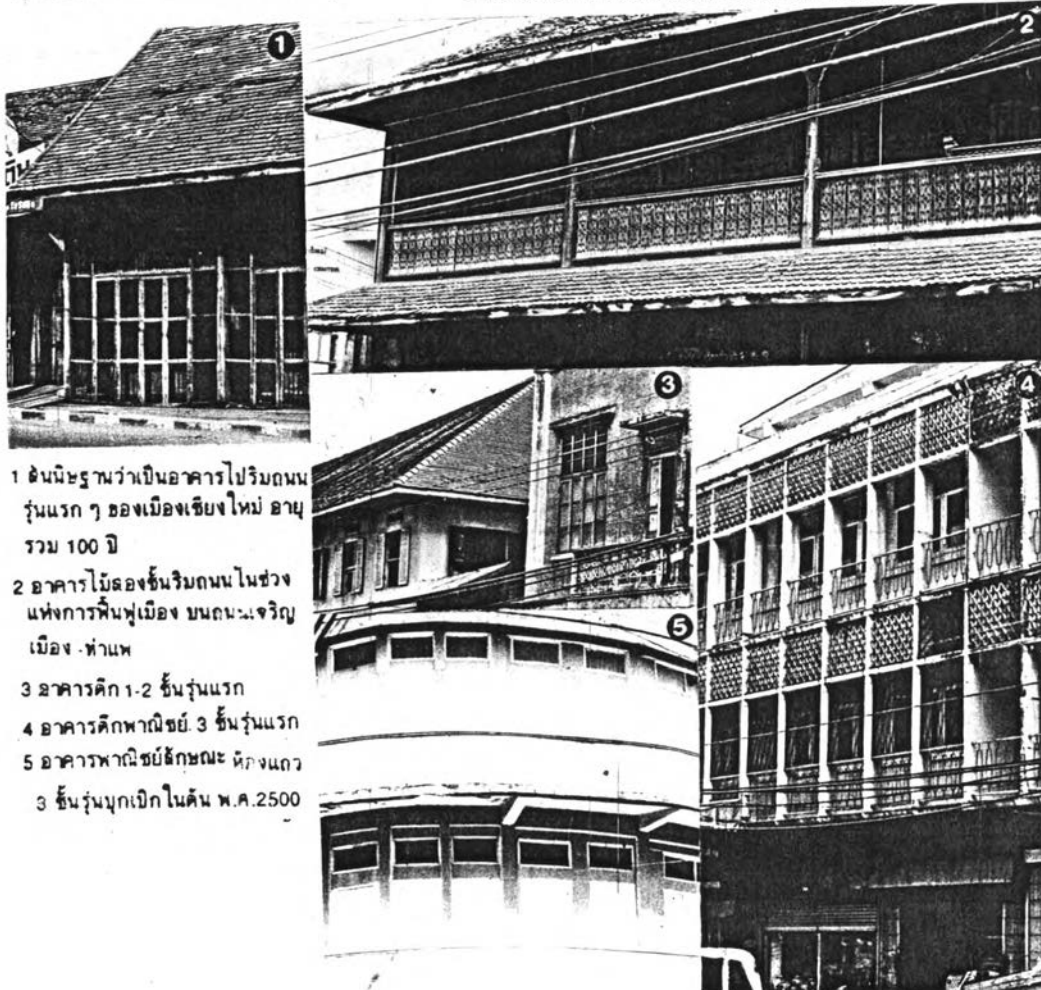 1
2
3
4
5
1 สันนิษฐานว่าเป็นอาคารไปริมถนน
รุ่นแรก ๆ ของเมืองเชียงใหม่ อายุ
รวม 100 ปี
2 อาคารไม้สองชั้นริมถนนในช่วง
แห่งการฟื้นฟูเมือง บนถนนเจริญ
เมือง -ท่าแพ
3 อาคารตึก 1-2 ชั้นรุ่นแรก
4 อาคารตึกพาณิชย์ 3 ชั้นรุ่นแรก
5 อาคารพาณิชย์ลักษณะ ห้องแถว
3 ชั้นรุ่นบุกเบิกในต้น พ.ศ.2500